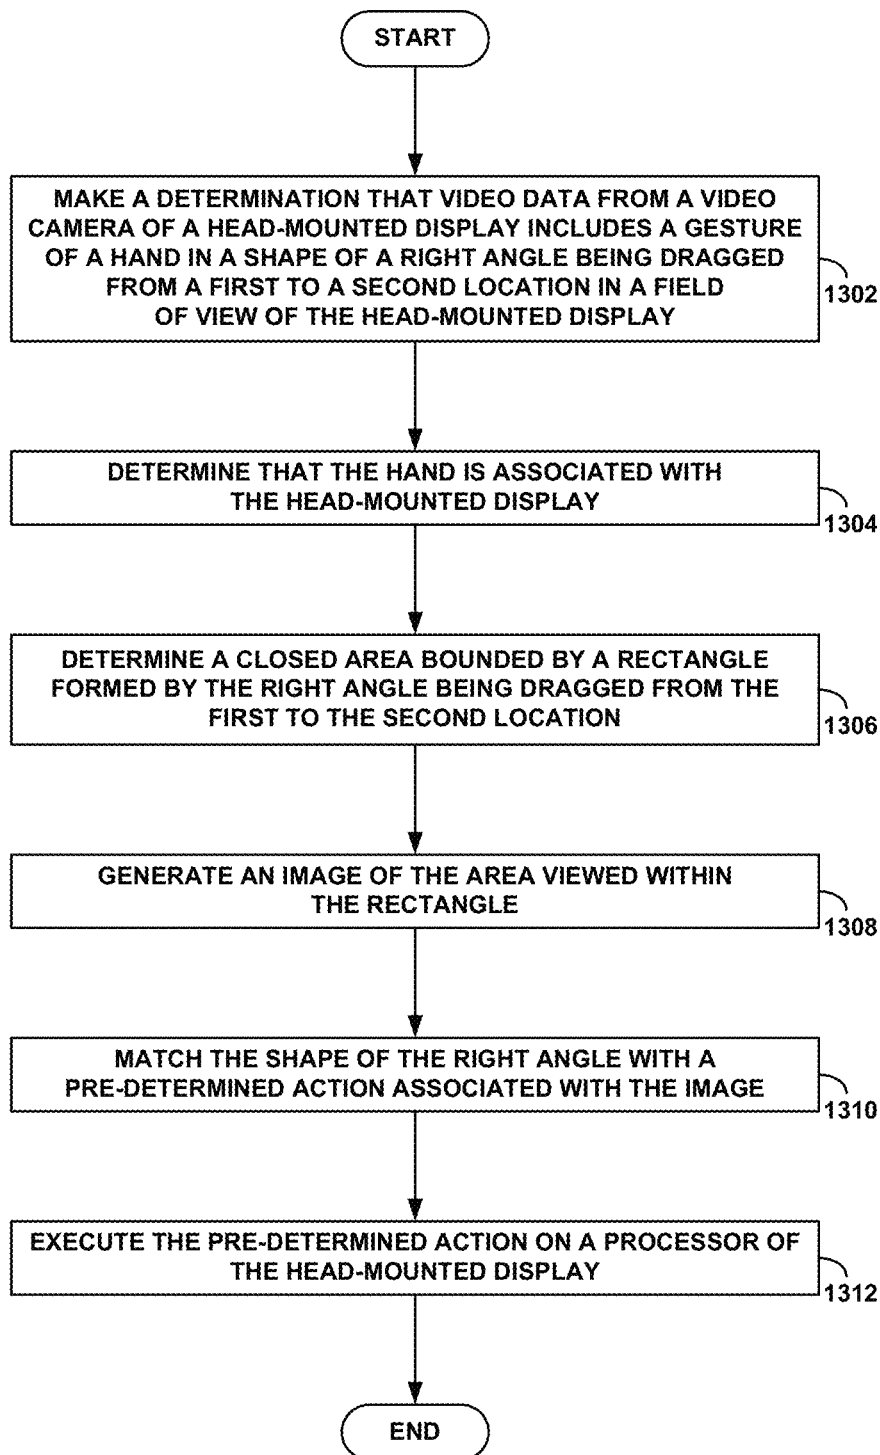 START
MAKE A DETERMINATION THAT VIDEO DATA FROM A VIDEO
CAMERA OF A HEAD-MOUNTED DISPLAY INCLUDES A GESTURE
OF A HAND IN A SHAPE OF A RIGHT ANGLE BEING DRAGGED
FROM A FIRST TO A SECOND LOCATION IN A FIELD
OF VIEW OF THE HEAD-MOUNTED DISPLAY
1302
DETERMINE THAT THE HAND IS ASSOCIATED WITH
THE HEAD-MOUNTED DISPLAY
1304
DETERMINE A CLOSED AREA BOUNDED BY A RECTANGLE
FORMED BY THE RIGHT ANGLE BEING DRAGGED FROM THE
FIRST TO THE SECOND LOCATION
1306
GENERATE AN IMAGE OF THE AREA VIEWED WITHIN
THE RECTANGLE
1308
MATCH THE SHAPE OF THE RIGHT ANGLE WITH A
PRE-DETERMINED ACTION ASSOCIATED WITH THE IMAGE
1310
EXECUTE THE PRE-DETERMINED ACTION ON A PROCESSOR OF
THE HEAD-MOUNTED DISPLAY
1312
END